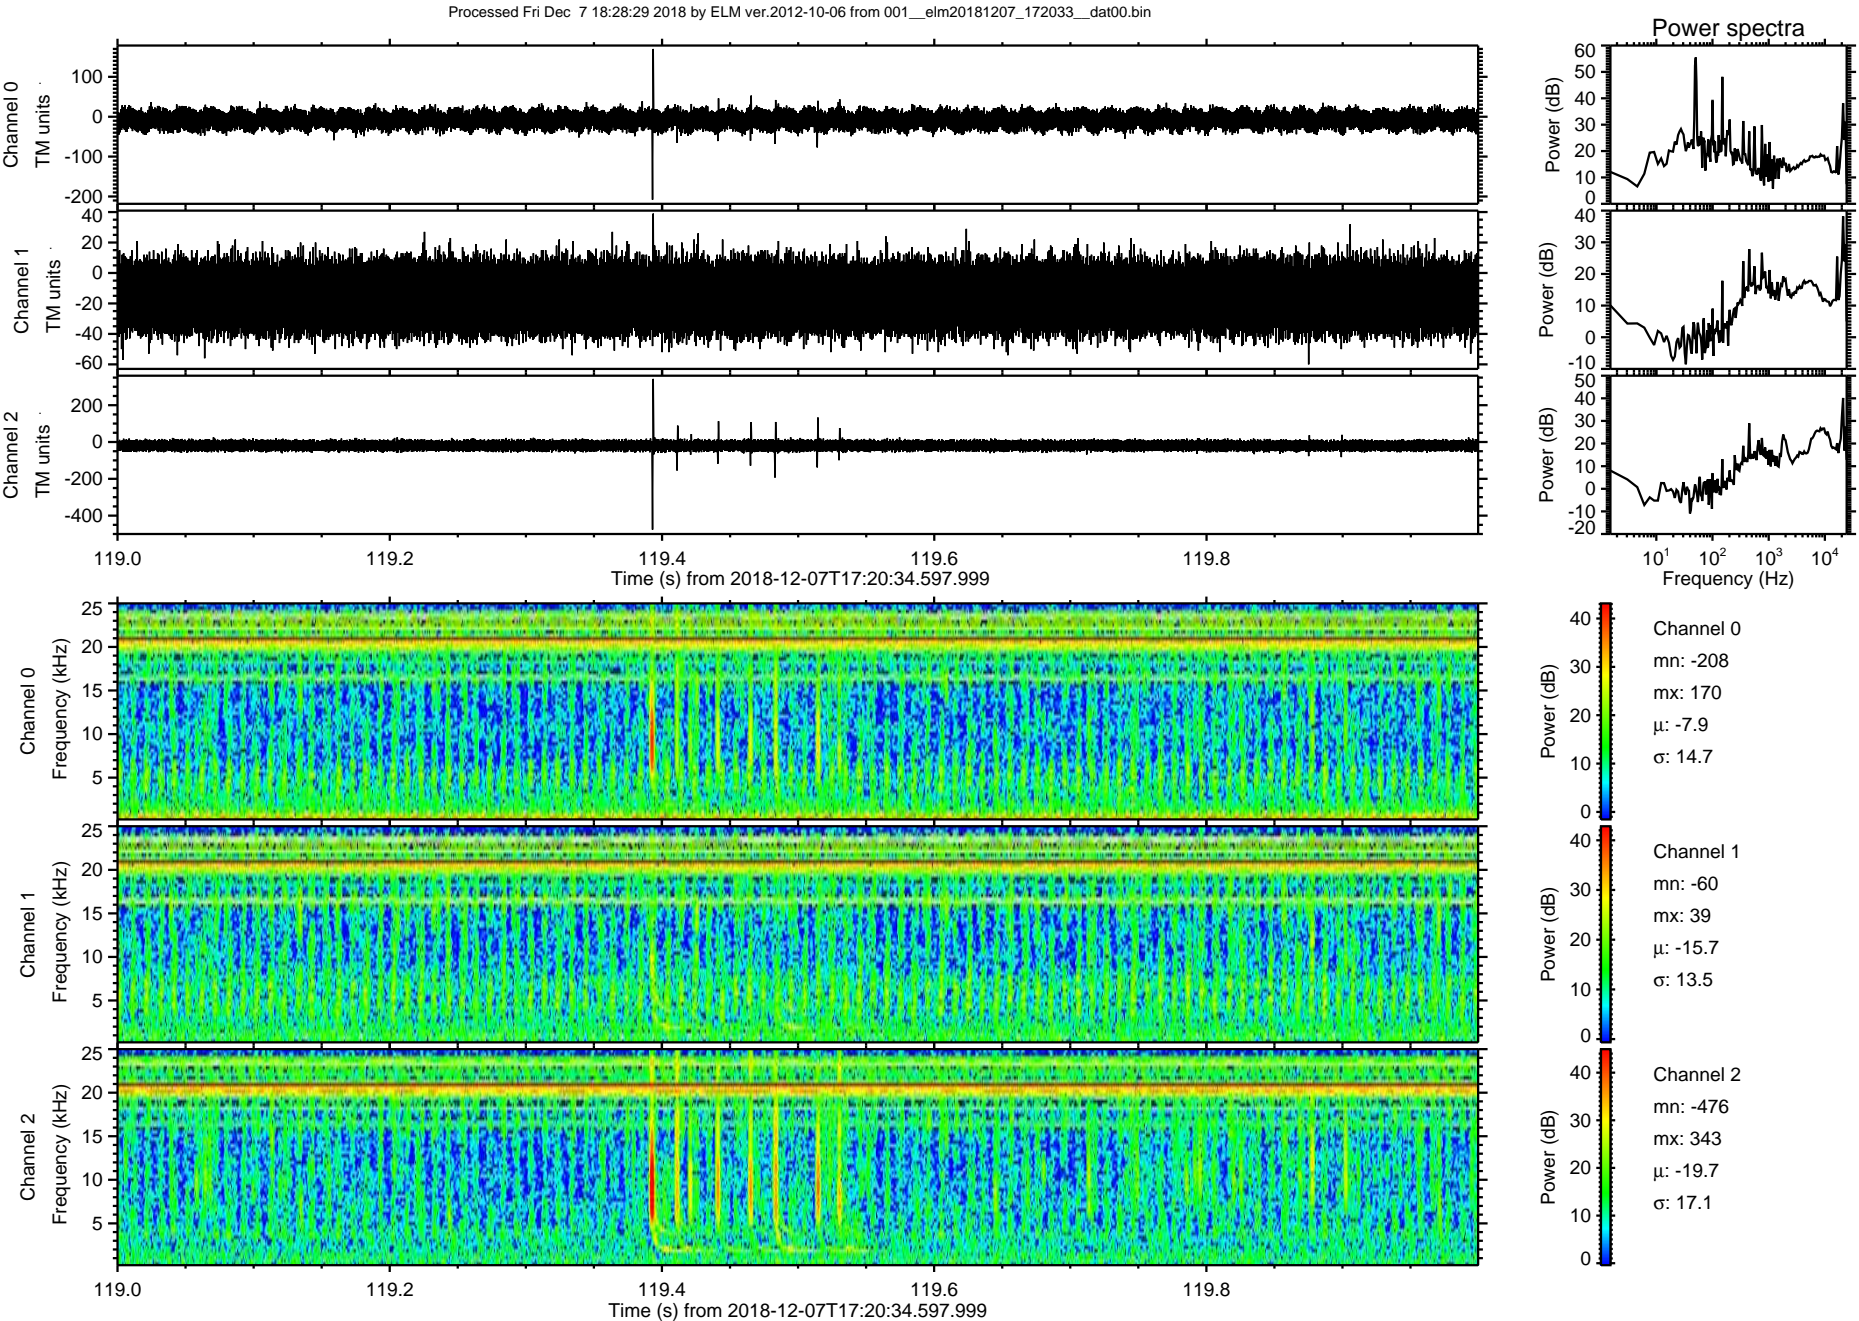 Processed Fri Dec  7 18:28:29 2018 by ELM ver.2012-10-06 from 001__elm20181207_172033__dat00.bin
Power spectra
Channel 0
TM units
100
0
-100
-200
Power (dB)
60
50
40
30
20
10
0
Channel 1
TM units
40
20
0
-20
-40
-60
Power (dB)
40
30
20
10
0
-10
Channel 2
TM units
200
0
-200
-400
Power (dB)
50
40
30
20
10
0
-10
-20
119.0 119.2 119.4 119.6 119.8
Time (s) from 2018-12-07T17:20:34.597.999
10¹ 10² 10³ 10⁴
Frequency (Hz)
Channel 0
Frequency (kHz)
25
20
15
10
5
Power (dB)
40
30
20
10
0
Channel 0
mn: -208
mx: 170
μ: -7.9
σ: 14.7
Channel 1
Frequency (kHz)
25
20
15
10
5
Power (dB)
40
30
20
10
0
Channel 1
mn: -60
mx: 39
μ: -15.7
σ: 13.5
Channel 2
Frequency (kHz)
25
20
15
10
5
Power (dB)
40
30
20
10
0
Channel 2
mn: -476
mx: 343
μ: -19.7
σ: 17.1
119.0 119.2 119.4 119.6 119.8
Time (s) from 2018-12-07T17:20:34.597.999